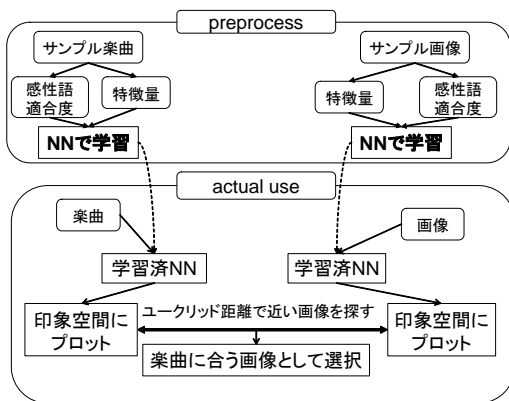 preprocess
サンプル楽曲
サンプル画像
感性語
適合度
特徴量
特徴量
感性語
適合度
NNで学習
NNで学習
actual use
楽曲
画像
学習済NN
学習済NN
印象空間に
プロット
ユークリッド距離で近い画像を探す
印象空間に
プロット
楽曲に合う画像として選択